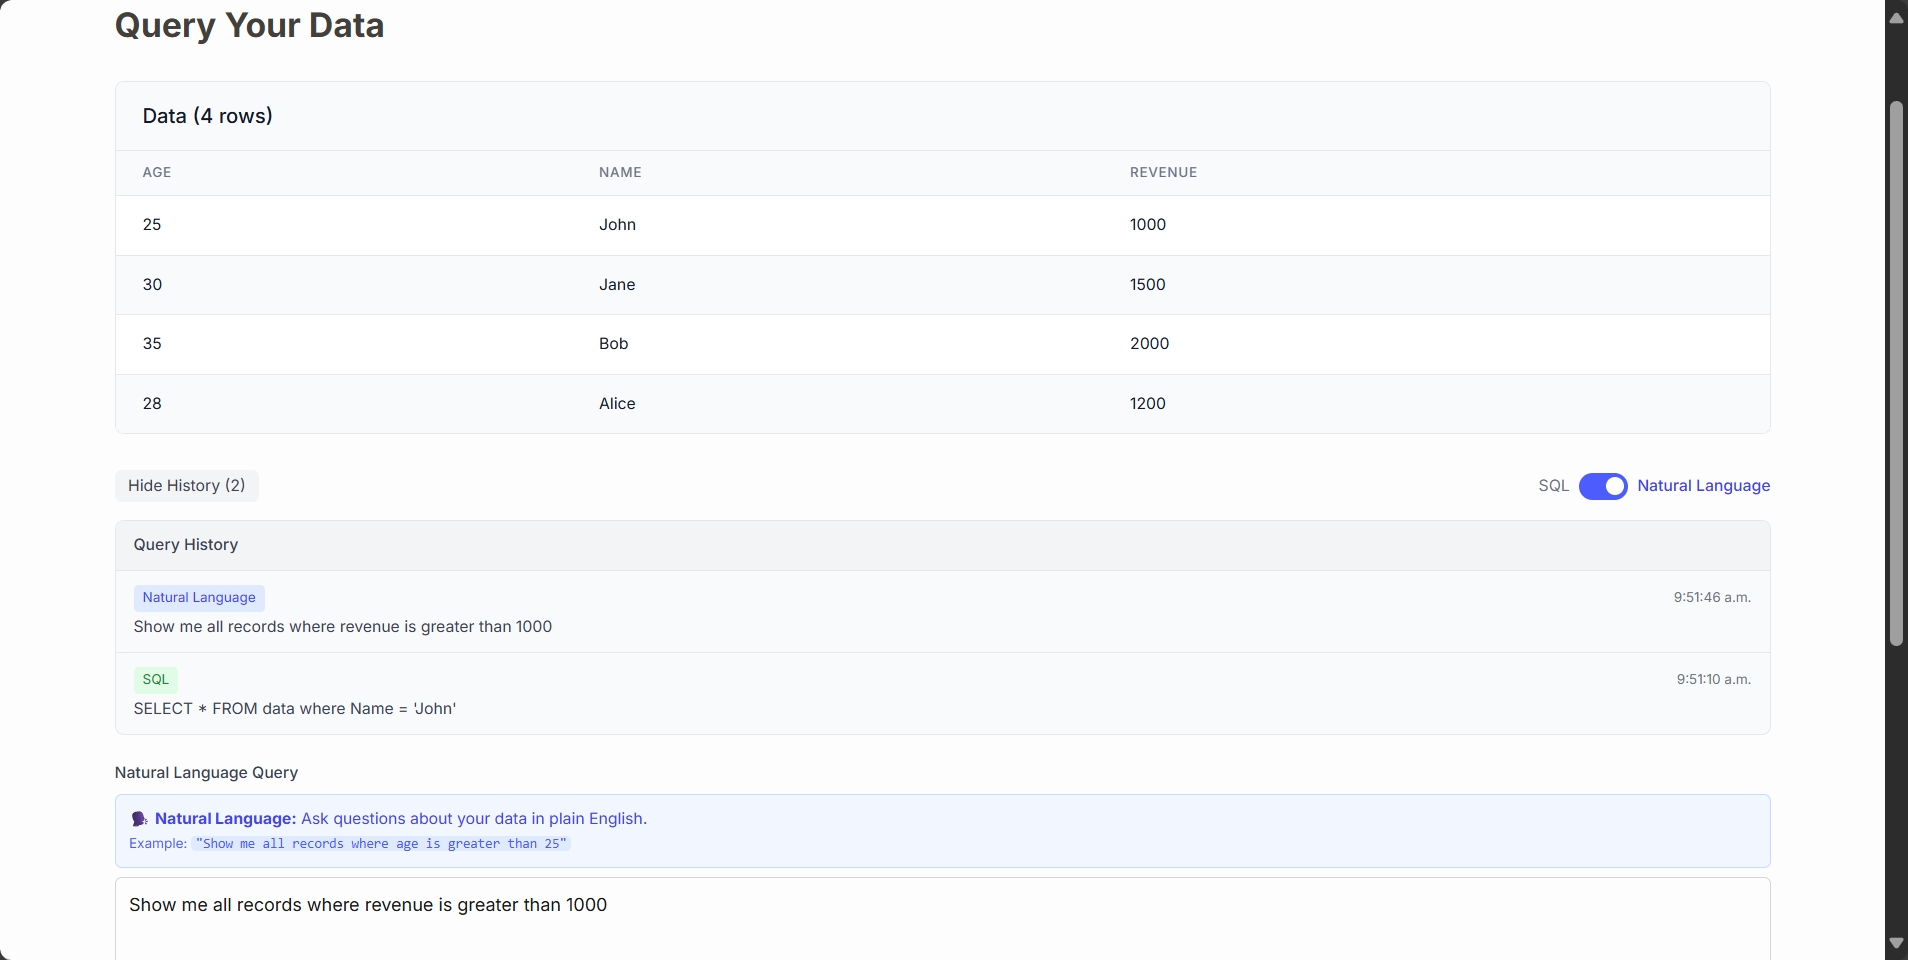 Query Your Data
Data (4 rows)
AGE NAME REVENUE
25 John 1000
30 Jane 1500
35 Bob 2000
28 Alice 1200
Hide History (2) SQL Natural Language
Query History
Natural Language 9:51:46 a.m.
Show me all records where revenue is greater than 1000
SQL 9:51:10 a.m.
SELECT * FROM data where Name = 'John'
Natural Language Query
Natural Language: Ask questions about your data in plain English.
Example: "Show me all records where age is greater than 25"
Show me all records where revenue is greater than 1000